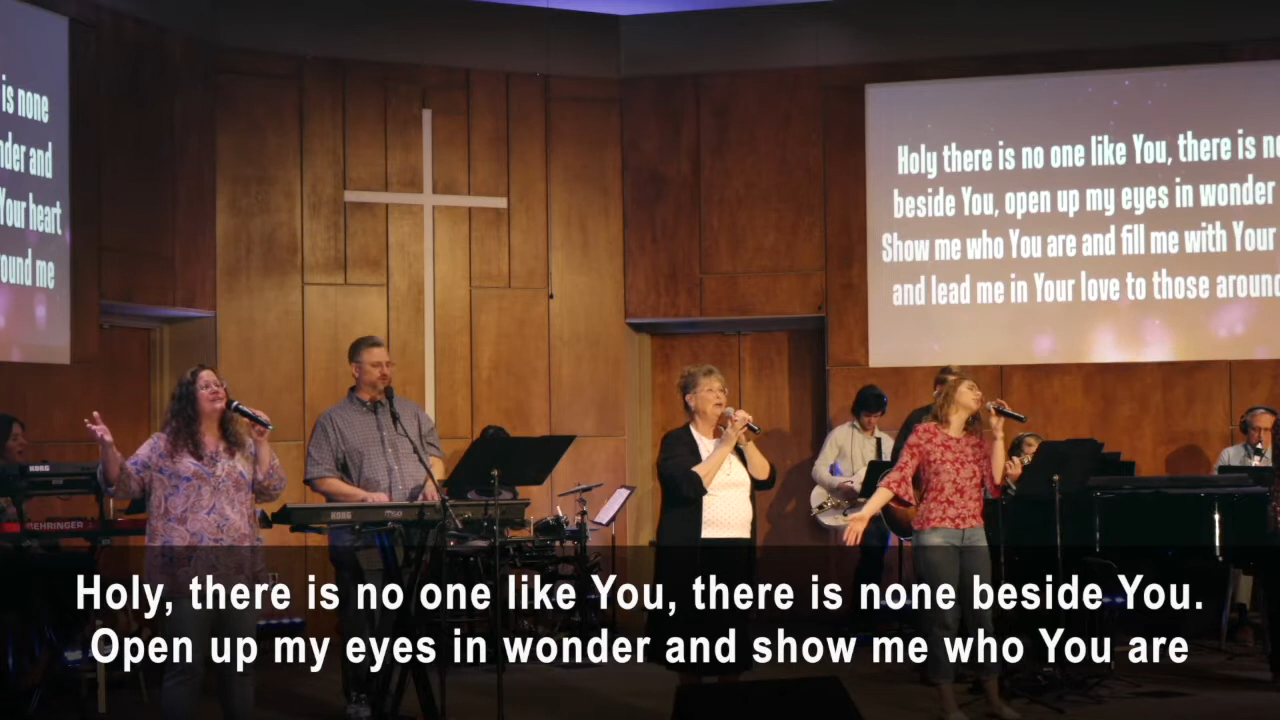 is none
and
Your heart
me
Holy there is no one like You, there is
beside You, open up my eyes in wonder
Show me who You are and fill me with Your
and lead me in Your love to those around
KORG
BEHRINGER
KORG
Holy, there is no one like You, there is none beside You.
Open up my eyes in wonder and show me who You are